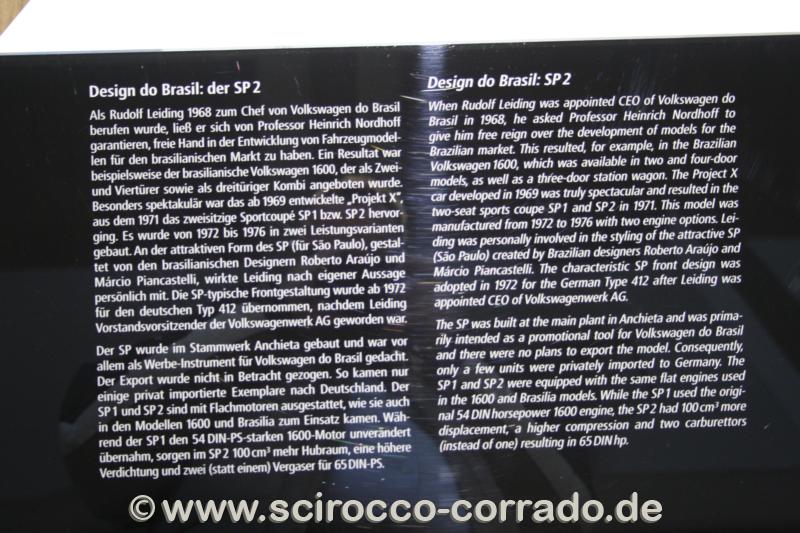 Design do Brasil: der SP 2
Als Rudolf Leiding 1968 zum Chef von Volkswagen do Brasil
berufen wurde, ließ er sich von Professor Heinrich Nordhoff
garantieren, freie Hand in der Entwicklung von Fahrzeugmodel-
len für den brasilianischen Markt zu haben. Ein Resultat war
beispielsweise der brasilianische Volkswagen 1600, der als Zwei-
und Viertürer sowie als dreitüriger Kombi angeboten wurde.
Besonders spektakulär war das ab 1969 entwickelte „Projekt X“,
aus dem 1971 das zweisitzige Sportcoupé SP 1 bzw. SP 2 hervor-
ging. Es wurde von 1972 bis 1976 in zwei Leistungsvarianten
gebaut. An der attraktiven Form des SP (für São Paulo), gestal-
tet von den brasilianischen Designern Roberto Araújo und
Márcio Piancastelli, wirkte Leiding nach eigener Aussage
persönlich mit. Die SP-typische Frontgestaltung wurde ab 1972
für den deutschen Typ 412 übernommen, nachdem Leiding
Vorstandsvorsitzender der Volkswagenwerk AG geworden war.
Der SP wurde im Stammwerk Anchieta gebaut und war vor
allem als Werbe-Instrument für Volkswagen do Brasil gedacht.
Der Export wurde nicht in Betracht gezogen. So kamen nur
einige privat importierte Exemplare nach Deutschland. Der
SP 1 und SP 2 sind mit Flachmotoren ausgestattet, wie sie auch
in den Modellen 1600 und Brasilia zum Einsatz kamen. Wäh-
rend der SP1 den 54 DIN-PS-starken 1600-Motor unverändert
übernahm, sorgen im SP 2 100 cm³ mehr Hubraum, eine höhere
Verdichtung und zwei (statt einem) Vergaser für 65 DIN-PS.
Design do Brasil: SP 2
When Rudolf Leiding was appointed CEO of Volkswagen do
Brasil in 1968, he asked Professor Heinrich Nordhoff to
give him free reign over the development of models for the
Brazilian market. This resulted, for example, in the Brazilian
Volkswagen 1600, which was available in two and four-door
models, as well as a three-door station wagon. The Project X
car developed in 1969 was truly spectacular and resulted in the
two-seat sports coupe SP 1 and SP 2 in 1971. This model was
manufactured from 1972 to 1976 with two engine options. Lei-
ding was personally involved in the styling of the attractive SP
(São Paulo) created by Brazilian designers Roberto Araújo and
Márcio Piancastelli. The characteristic SP front design was
adopted in 1972 for the German Type 412 after Leiding was
appointed CEO of Volkswagenwerk AG.
The SP was built at the main plant in Anchieta and was prima-
rily intended as a promotional tool for Volkswagen do Brasil
and there were no plans to export the model. Consequently,
only a few units were privately imported to Germany. The
SP 1 and SP 2 were equipped with the same flat engines used
in the 1600 and Brasilia models. While the SP 1 used the origi-
nal 54 DIN horsepower 1600 engine, the SP 2 had 100 cm³ more
displacement, a higher compression and two carburettors
(instead of one) resulting in 65 DIN hp.
© www.scirocco-corrado.de